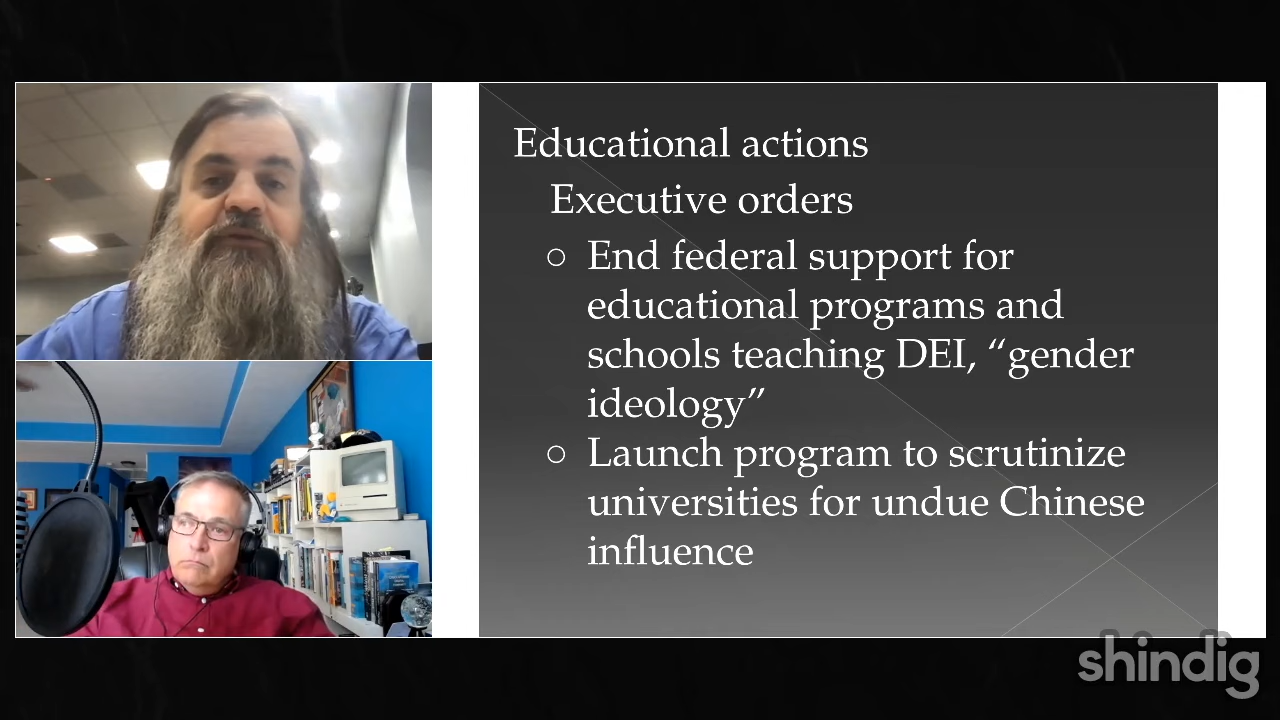 Educational actions
Executive orders
○ End federal support for
educational programs and
schools teaching DEI, “gender
ideology”
○ Launch program to scrutinize
universities for undue Chinese
influence
shindig